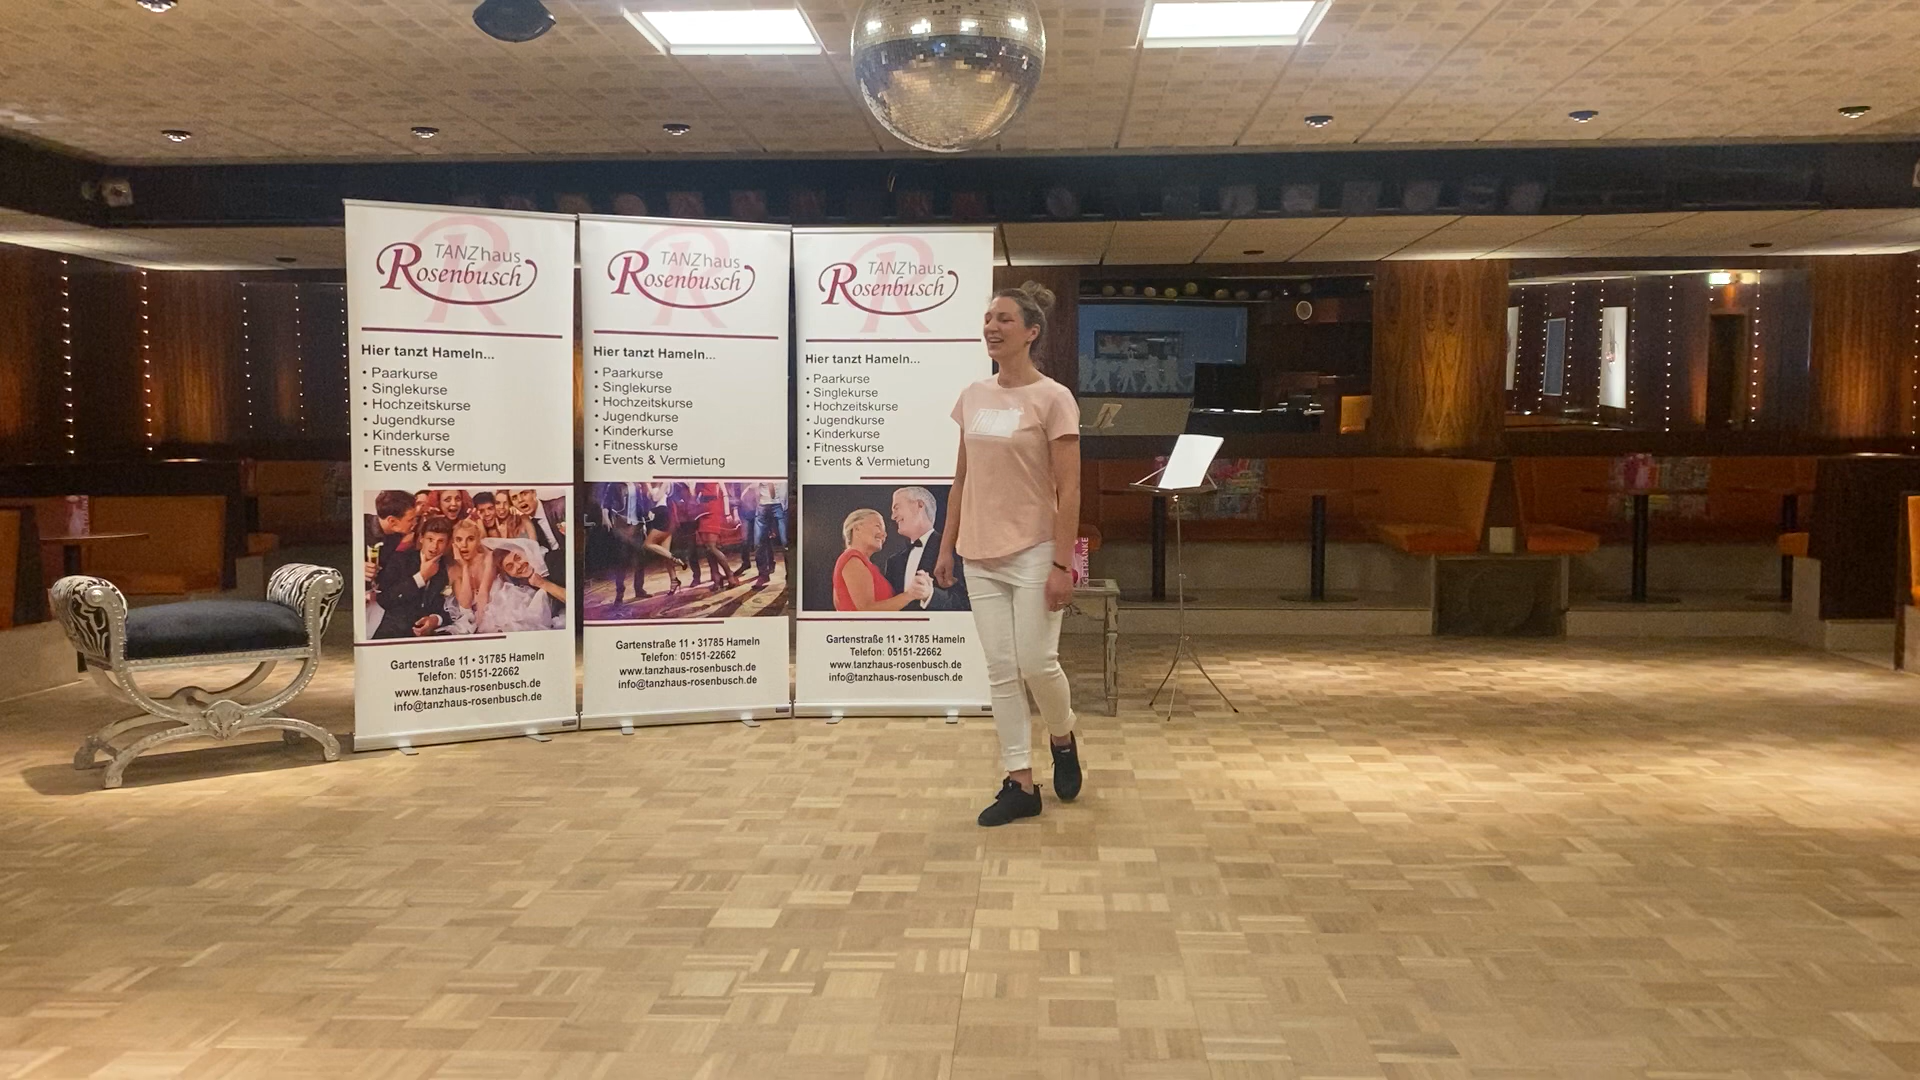 TANZhaus
Rosenbusch
Hier tanzt Hameln...
• Paarkurse
• Singlekurse
• Hochzeitskurse
• Jugendkurse
• Kinderkurse
• Fitnesskurse
• Events & Vermietung
Gartenstraße 11 • 31785 Hameln
Telefon: 05151-22662
www.tanzhaus-rosenbusch.de
info@tanzhaus-rosenbusch.de
TANZhaus
Rosenbusch
Hier tanzt Hameln...
• Paarkurse
• Singlekurse
• Hochzeitskurse
• Jugendkurse
• Kinderkurse
• Fitnesskurse
• Events & Vermietung
Gartenstraße 11 • 31785 Hameln
Telefon: 05151-22662
www.tanzhaus-rosenbusch.de
info@tanzhaus-rosenbusch.de
TANZhaus
Rosenbusch
Hier tanzt Hameln...
• Paarkurse
• Singlekurse
• Hochzeitskurse
• Jugendkurse
• Kinderkurse
• Fitnesskurse
• Events & Vermietung
Gartenstraße 11 • 31785 Hameln
Telefon: 05151-22662
www.tanzhaus-rosenbusch.de
info@tanzhaus-rosenbusch.de
GETRÄNKE